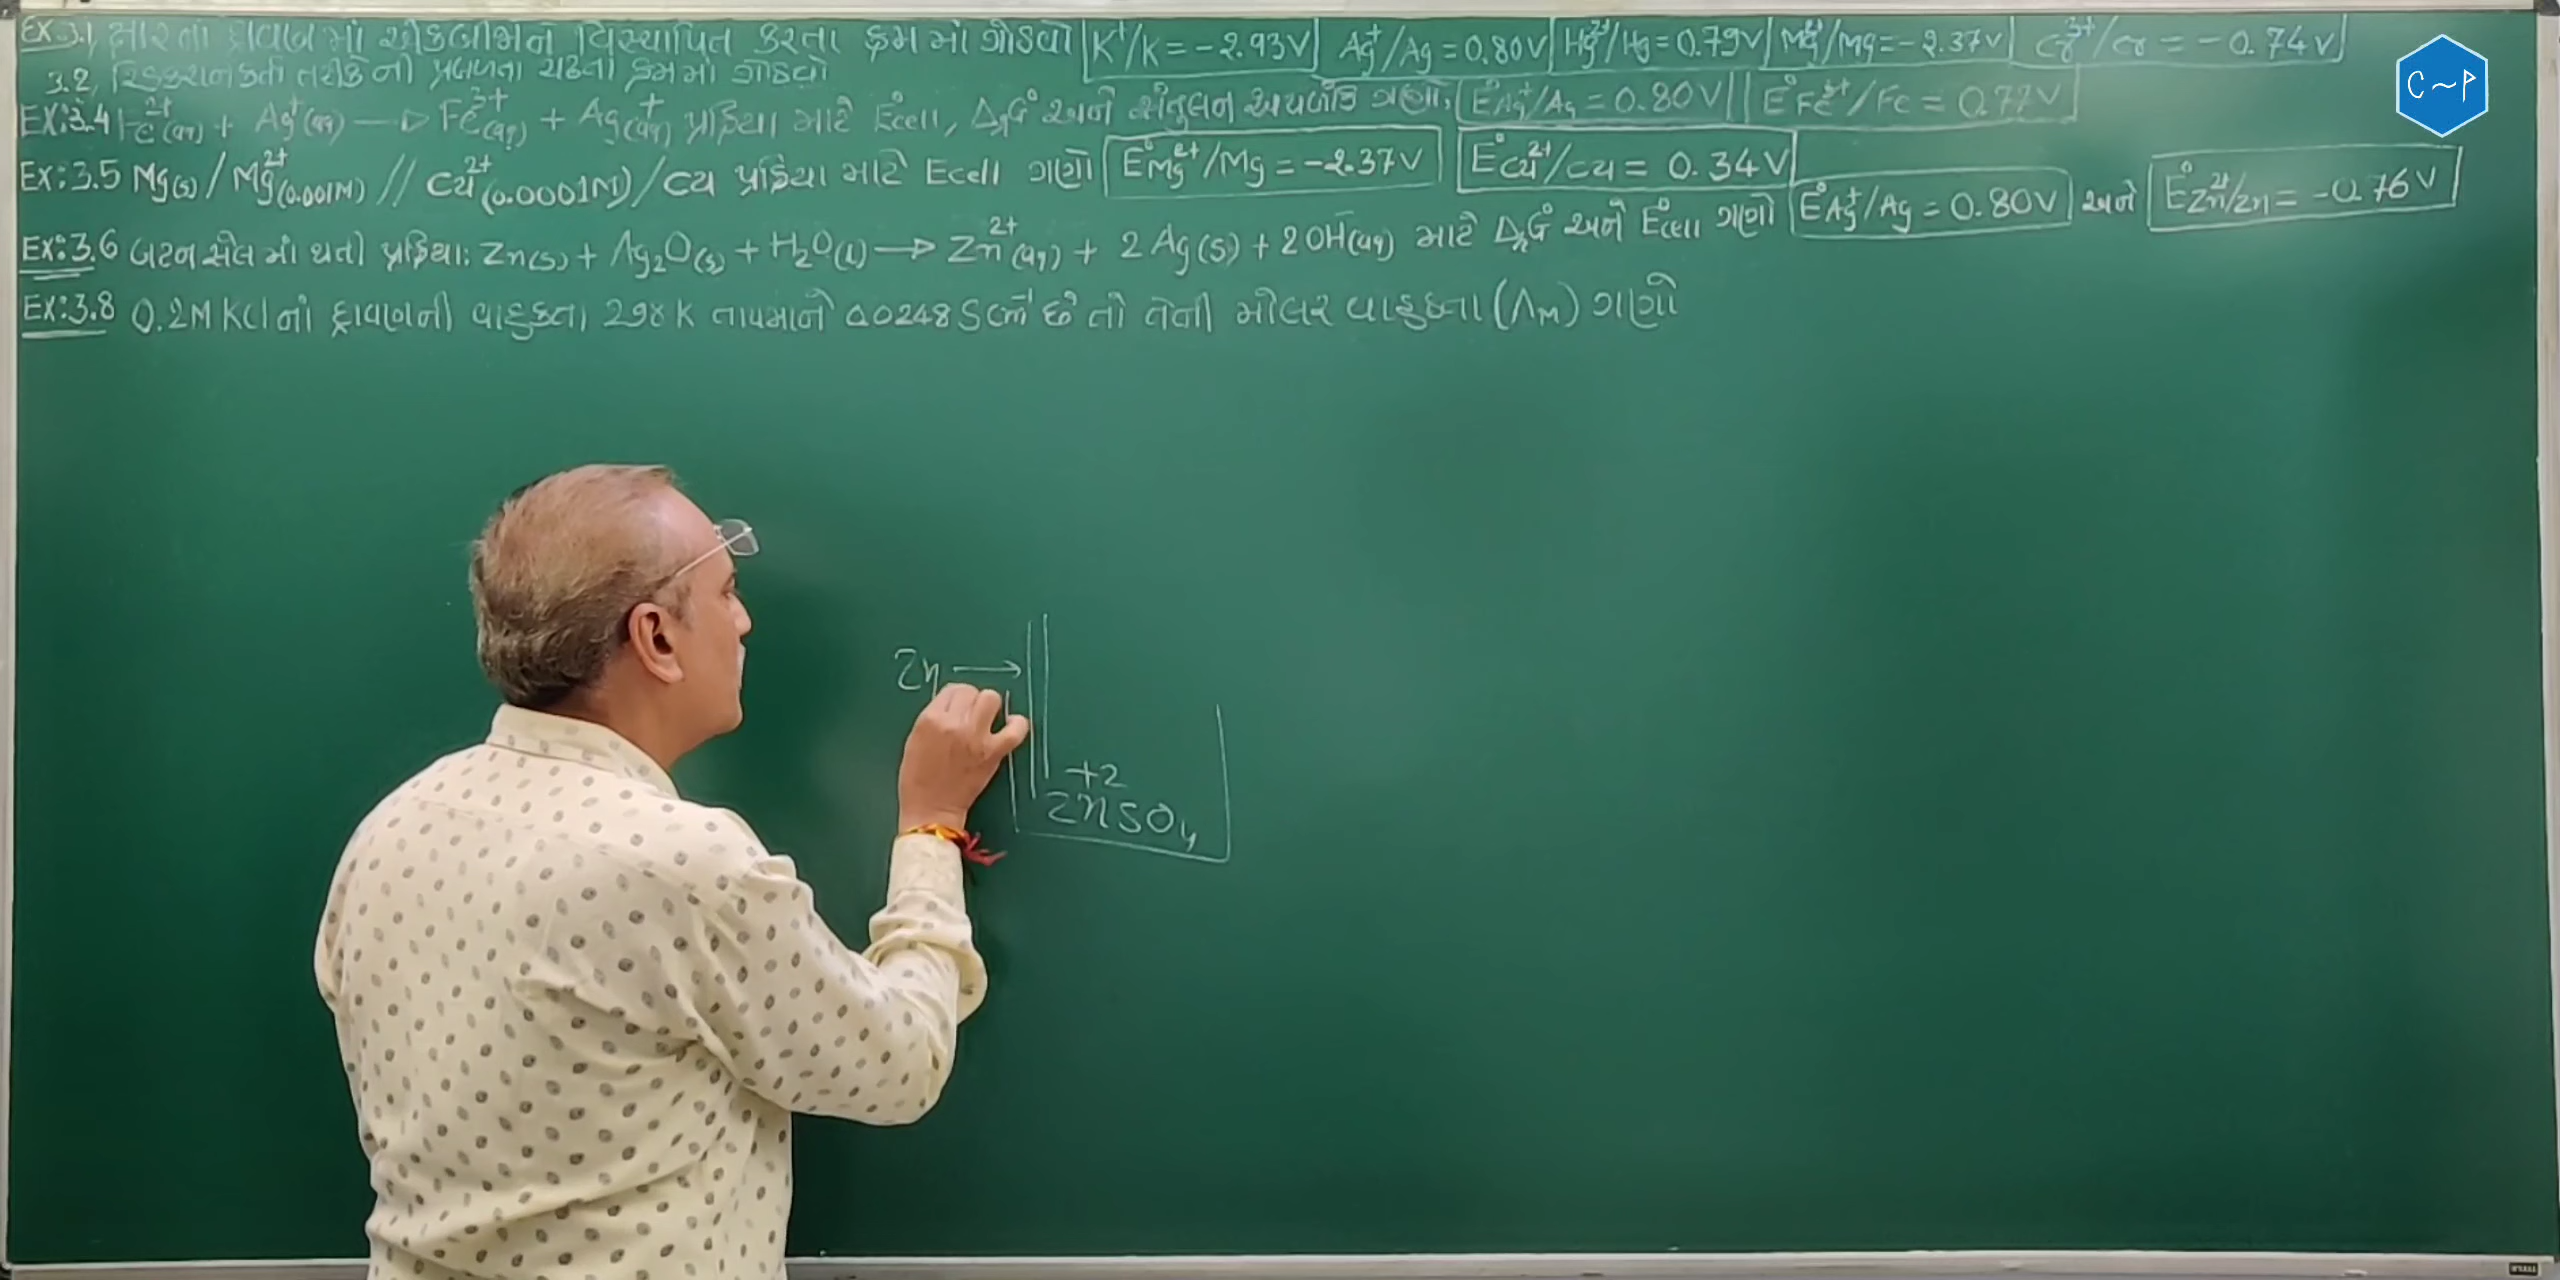 Ex-3.1, ક્ષારનાં દ્રાવણમાં એકબીજાને વિસ્થાપિત કરતા ક્રમમાં ગોઠવો K⁺/K = -2.93V Ag⁺/Ag = 0.80V Hg²⁺/Hg = 0.79V Mg²⁺/Mg = -2.37V Cr³⁺/Cr = -0.74V
3.2, રિડક્શનકર્તા તરીકેની પ્રબળતા ચઢતા ક્રમમાં ગોઠવો
C~P
EX:3.4 Fe²⁺(aq) + Ag⁺(aq) → Fe³⁺(aq) + Ag⁺(aq) પ્રક્રિયા માટે E°cell, ΔrG° અને સંતુલન અચળાંક ગણો, E°Ag⁺/Ag = 0.80V E°Fe³⁺/Fe = 0.77V
Ex:3.5 Mg(s) / Mg²⁺(0.001M) // Cu²⁺(0.0001M) / Cu પ્રક્રિયા માટે Ecell ગણો E°Mg²⁺/Mg = -2.37V E°Cu²⁺/Cu = 0.34V
Ex:3.6 બટન સેલમાં થતી પ્રક્રિયા: Zn(s) + Ag₂O(s) + H₂O(l) → Zn²⁺(aq) + 2Ag(s) + 2OH⁻(aq) માટે ΔrG° અને E°cell ગણો E°Ag⁺/Ag = 0.80V અને E°Zn²⁺/Zn = -0.76V
Ex:3.8 0.2M KClનાં દ્રાવણની વાહકતા 298K તાપમાને 0.0248 Scm⁻¹ છે તો તેની મોલર વાહકતા (ΛM) ગણો
Zn →
+2
ZnSO₄